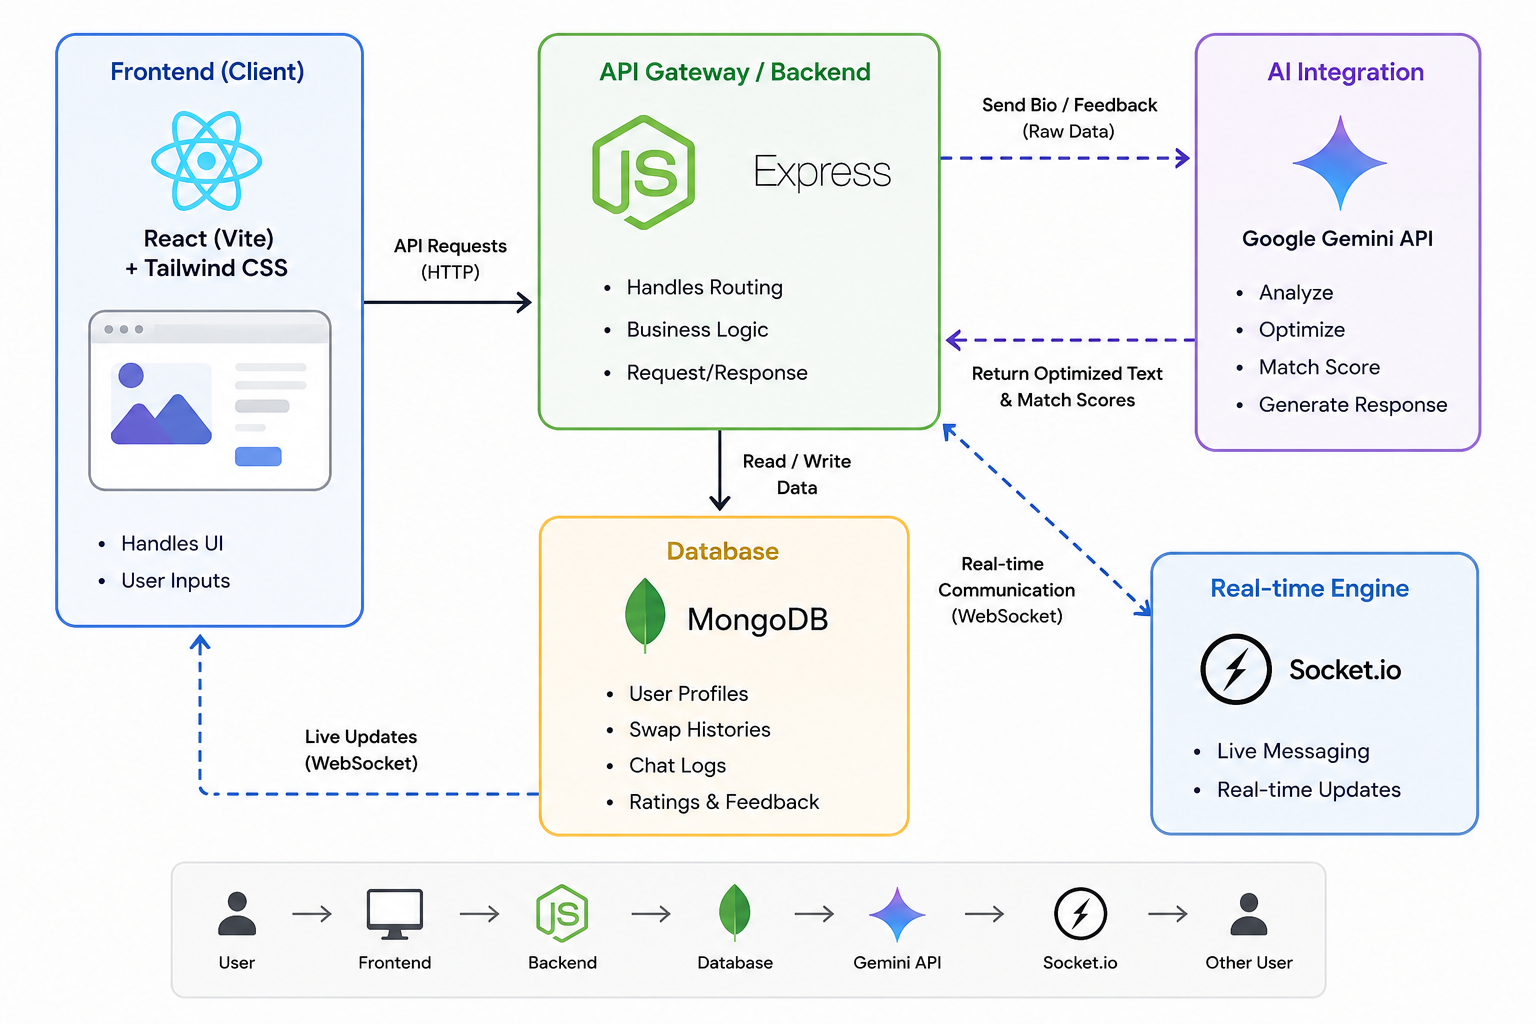 Frontend (Client)
React (Vite)
+ Tailwind CSS
• Handles UI
• User Inputs
API Requests
(HTTP)
API Gateway / Backend
JS
Express
• Handles Routing
• Business Logic
• Request/Response
Send Bio / Feedback
(Raw Data)
Return Optimized Text
& Match Scores
AI Integration
Google Gemini API
• Analyze
• Optimize
• Match Score
• Generate Response
Read / Write
Data
Database
MongoDB
• User Profiles
• Swap Histories
• Chat Logs
• Ratings & Feedback
Live Updates
(WebSocket)
Real-time
Communication
(WebSocket)
Real-time Engine
Socket.io
• Live Messaging
• Real-time Updates
JS
User
Frontend
Backend
Database
Gemini API
Socket.io
Other User